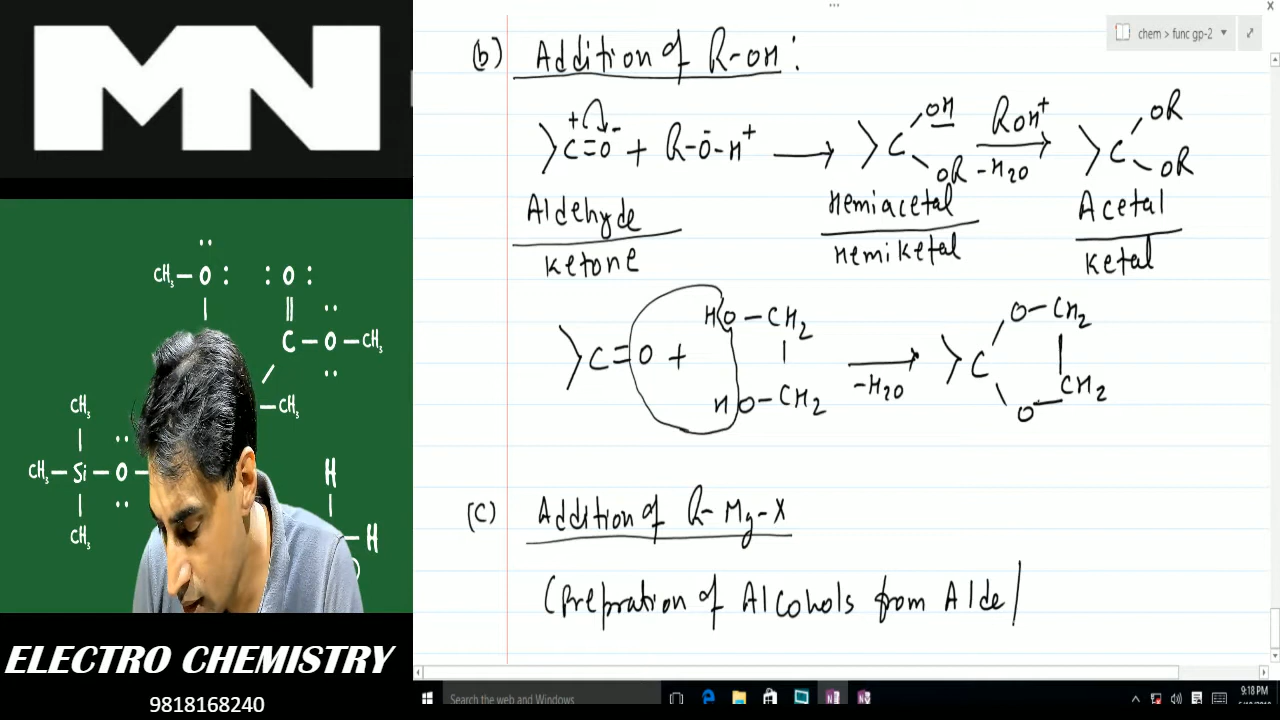 MN
CH₃—O:
:O:
||
C—O—CH₃
—CH₃
CH₃
CH₃—Si—O—
CH₃
H
—H
ELECTRO CHEMISTRY
9818168240
chem > func gp-2
(b) Addition of R-OH :
>C=O + R-O-H → >C OH OR ROH⁺ -H2O → >C OR OR
Aldehyde Hemiacetal Acetal
Ketone Hemiketal Ketal
>C=O + HO-CH2 HO-CH2 -H2O → >C O-CH2 O-CH2
(c) Addition of R-Mg-X
(Prepration of Alcohols from Alde
Search the web and Windows
9:18 PM